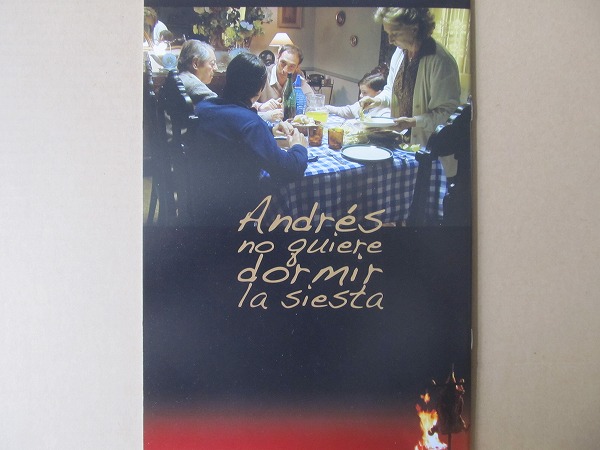 Andrés
no quiere
dormir
la siesta